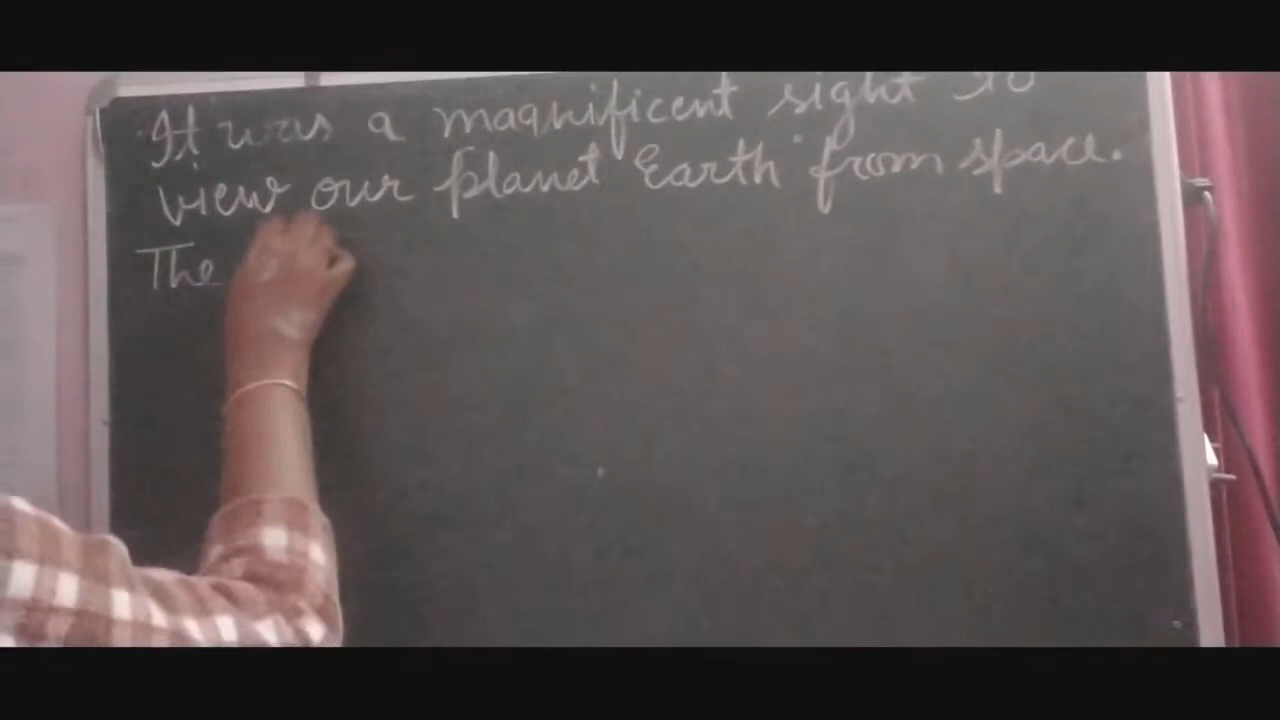 It was a magnificent sight to
view our planet Earth from space.
The